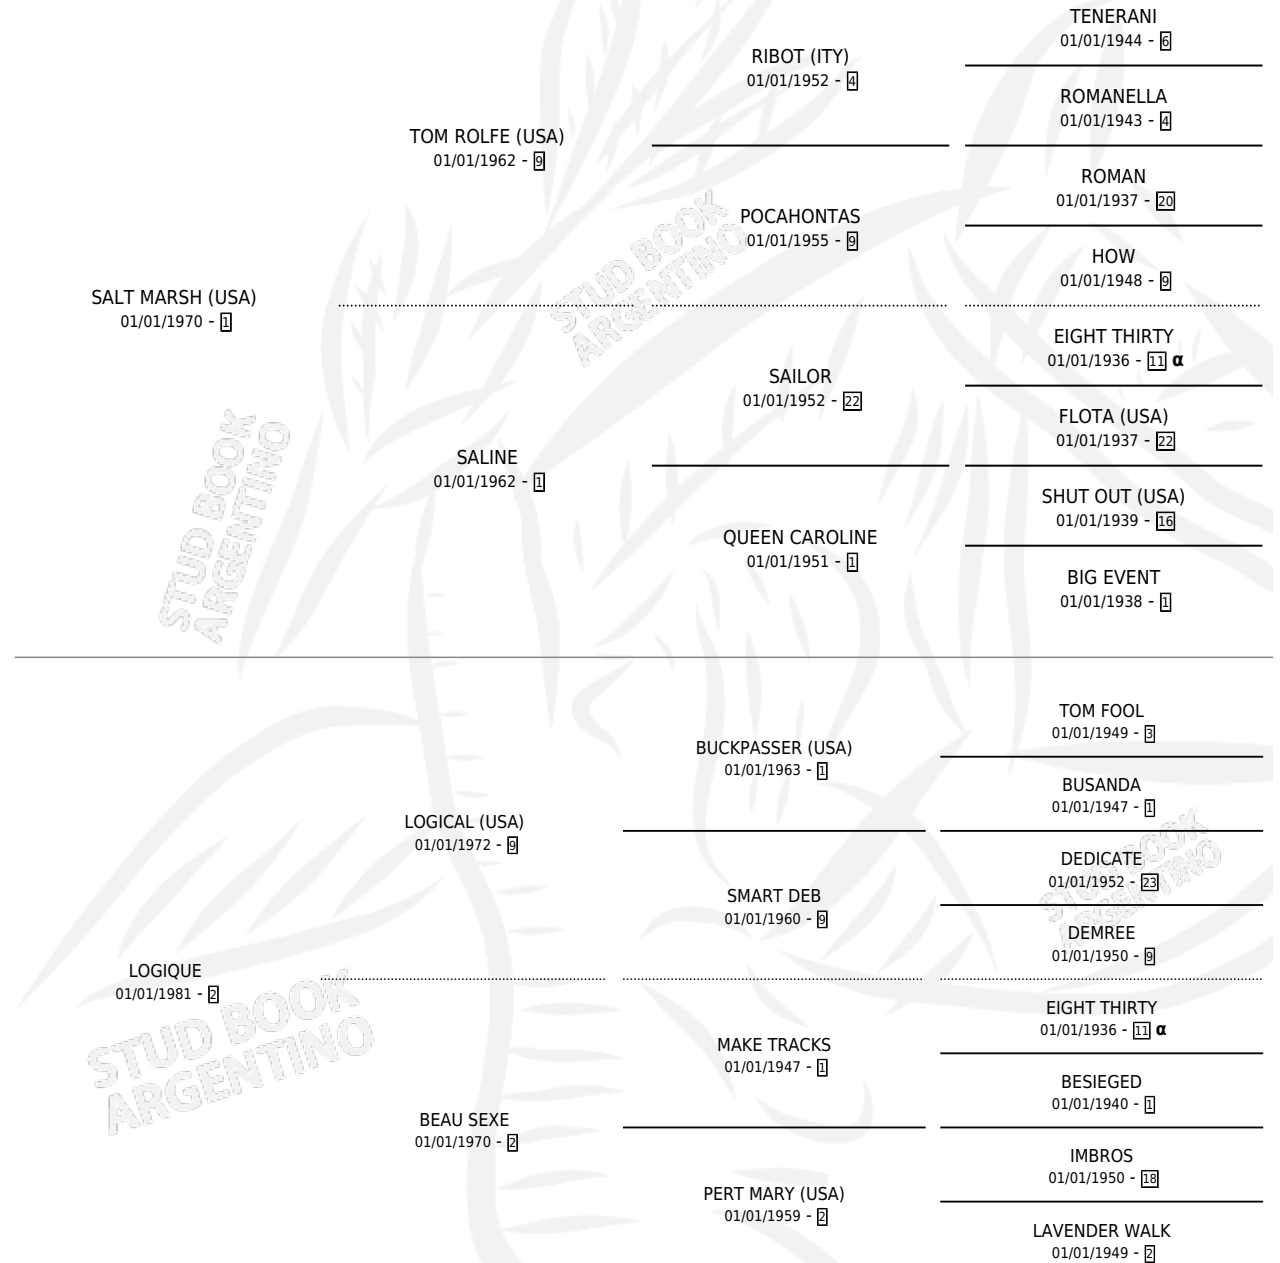 TENERANI
01/01/1944 - 6
RIBOT (ITY)
01/01/1952 - 4
ROMANELLA
01/01/1943 - 4
TOM ROLFE (USA)
01/01/1962 - 9
ROMAN
01/01/1937 - 20
POCAHONTAS
01/01/1955 - 9
HOW
01/01/1948 - 9
SALT MARSH (USA)
01/01/1970 - 1
EIGHT THIRTY
01/01/1936 - 11 α
SAILOR
01/01/1952 - 22
FLOTA (USA)
01/01/1937 - 22
SALINE
01/01/1962 - 1
SHUT OUT (USA)
01/01/1939 - 16
QUEEN CAROLINE
01/01/1951 - 1
BIG EVENT
01/01/1938 - 1
TOM FOOL
01/01/1949 - 3
BUCKPASSER (USA)
01/01/1963 - 1
BUSANDA
01/01/1947 - 1
LOGICAL (USA)
01/01/1972 - 9
DEDICATE
01/01/1952 - 23
SMART DEB
01/01/1960 - 9
DEMREE
01/01/1950 - 9
LOGIQUE
01/01/1981 - 2
EIGHT THIRTY
01/01/1936 - 11 α
MAKE TRACKS
01/01/1947 - 1
BESIEGED
01/01/1940 - 1
BEAU SEXE
01/01/1970 - 2
IMBROS
01/01/1950 - 18
PERT MARY (USA)
01/01/1959 - 2
LAVENDER WALK
01/01/1949 - 2
STUD BOOK
ARGENTINO
STUD BOOK
ARGENTINO
STUD BOOK
ARGENTINO
STUD BOOK
ARGENTINO